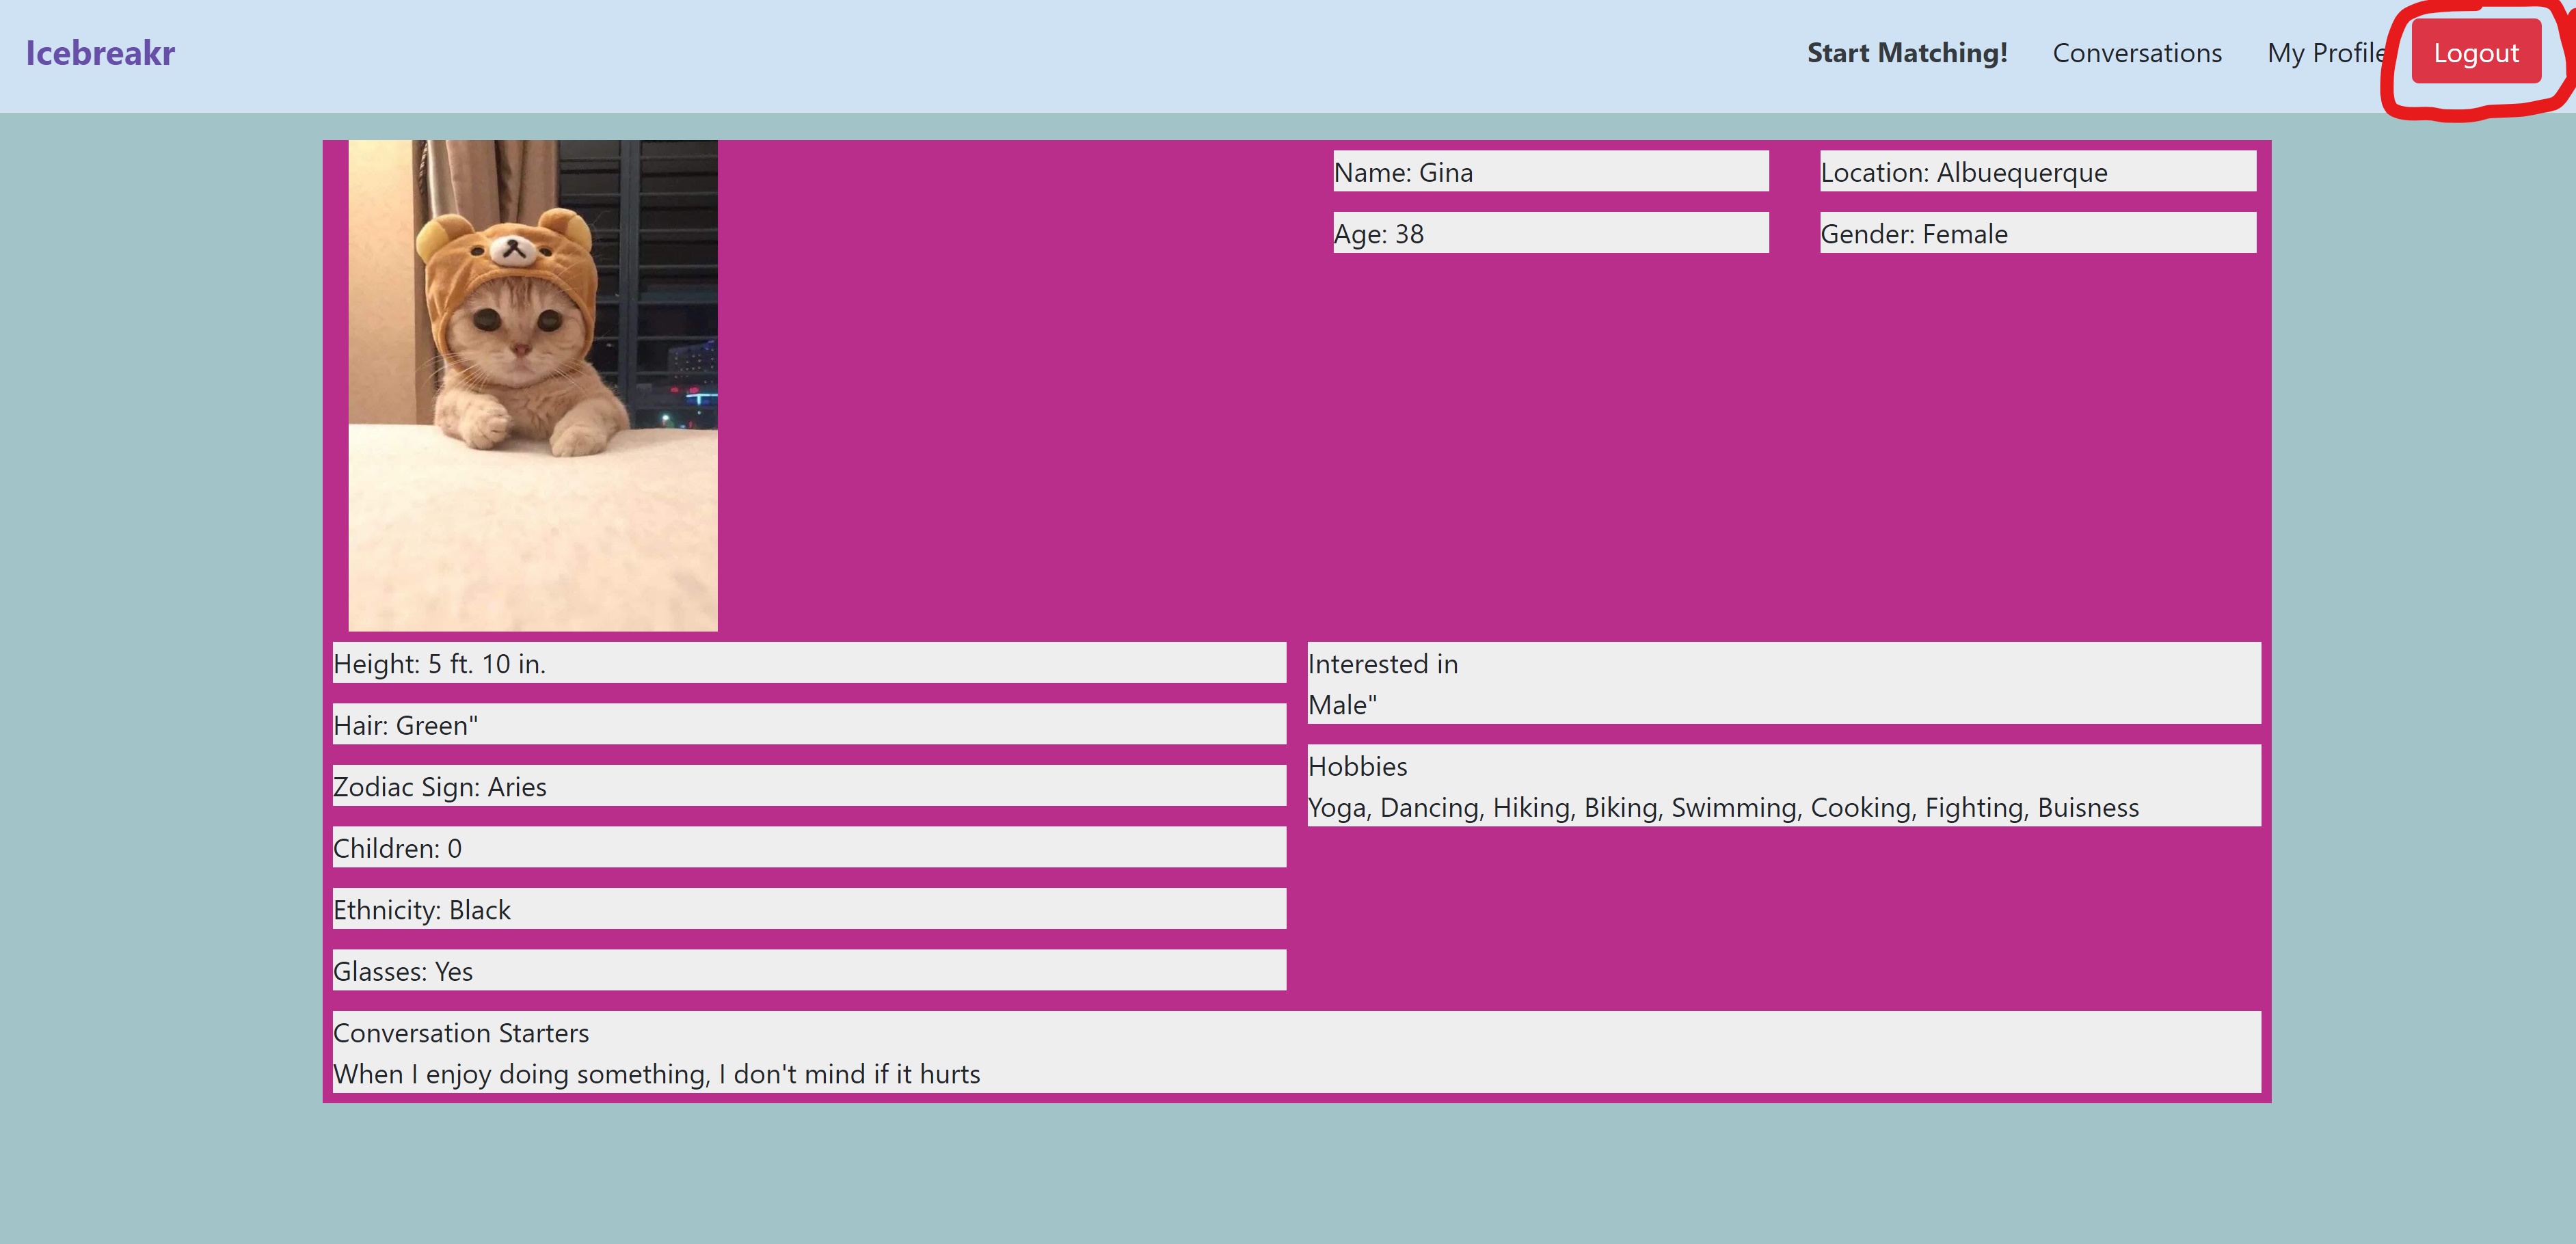 Icebreakr
Start Matching!
Conversations
My Profile
Logout
Name: Gina
Location: Albuequerque
Age: 38
Gender: Female
Height: 5 ft. 10 in.
Hair: Green"
Zodiac Sign: Aries
Children: 0
Ethnicity: Black
Glasses: Yes
Interested in
Male"
Hobbies
Yoga, Dancing, Hiking, Biking, Swimming, Cooking, Fighting, Buisness
Conversation Starters
When I enjoy doing something, I don't mind if it hurts